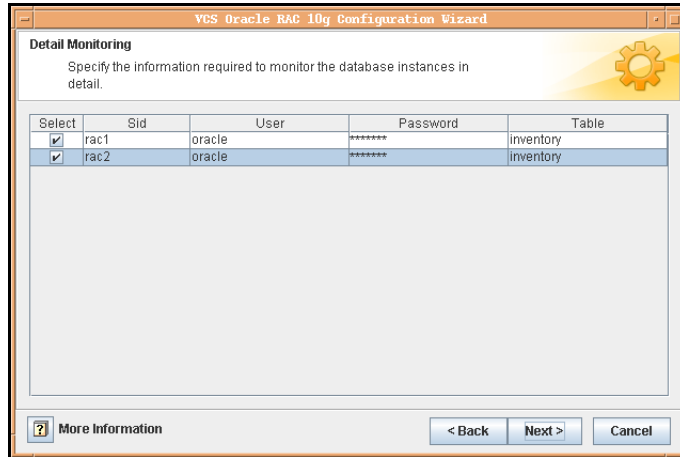 VCS Oracle RAC 10g Configuration Wizard
Detail Monitoring
Specify the information required to monitor the database instances in
detail.
Select Sid User Password Table
rac1 oracle ******* inventory
rac2 oracle ******* inventory
? More Information < Back Next > Cancel